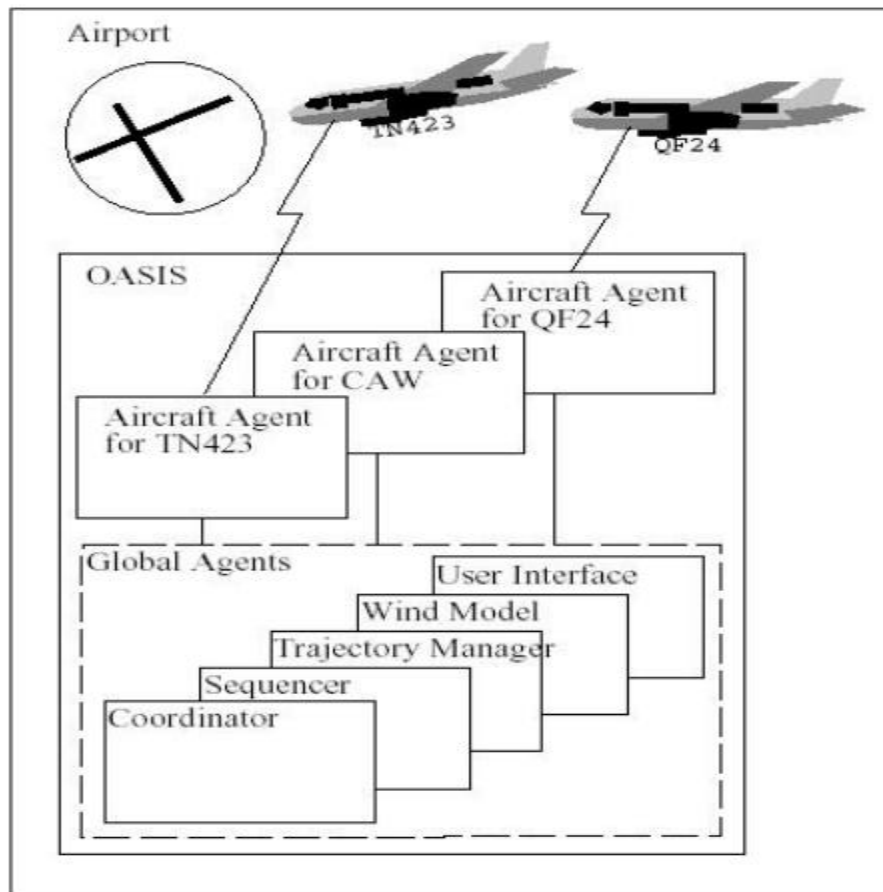 Airport
TN423
QF24
OASIS
Aircraft Agent
for QF24
Aircraft Agent
for CAW
Aircraft Agent
for TN423
Global Agents
User Interface
Wind Model
Trajectory Manager
Sequencer
Coordinator